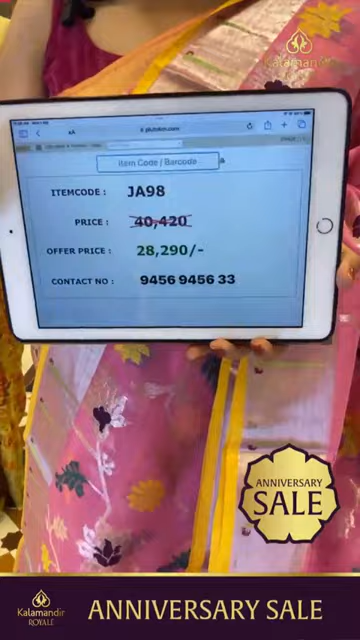 Kalamandir
Item Code / Barcode
ITEMCODE : JA98
PRICE : 40,420
OFFER PRICE : 28,290/-
CONTACT NO : 9456 9456 33
ANNIVERSARY
SALE
Kalamandir
ROYALE
ANNIVERSARY SALE